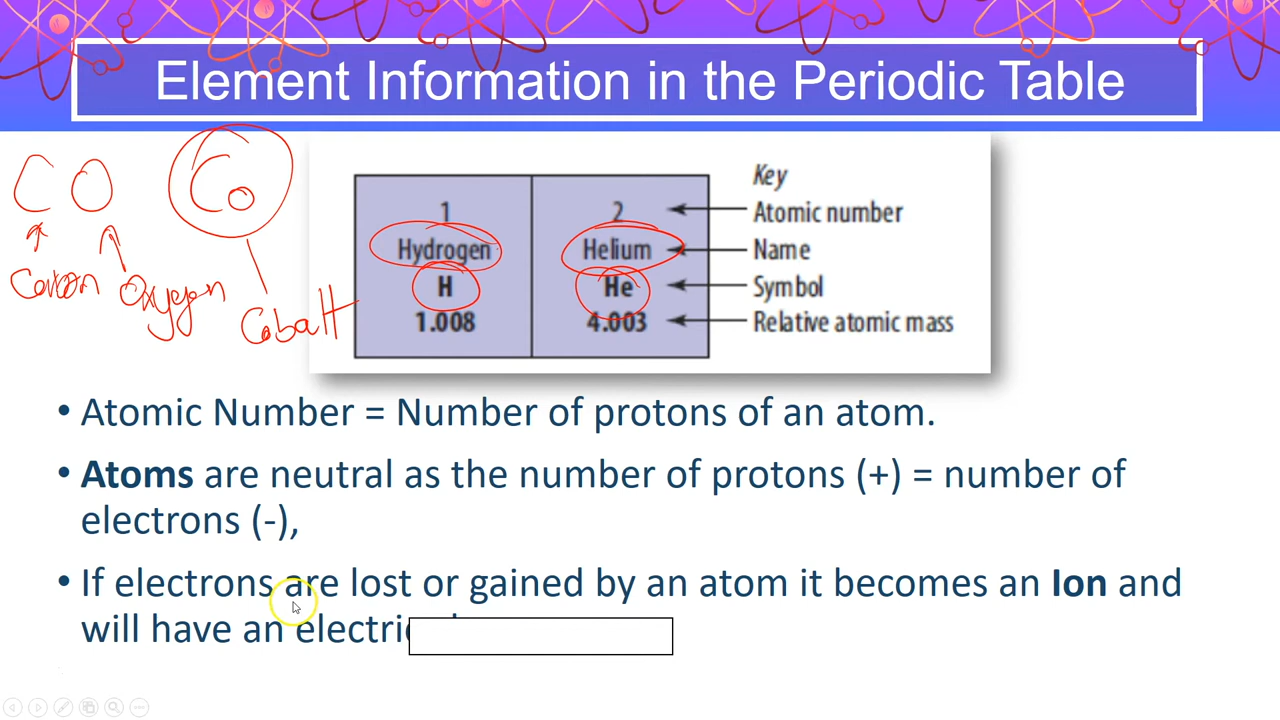 Element Information in the Periodic Table
C O Co
Carbon Oxygen Cobalt
Key
1 2 Atomic number
Hydrogen Helium Name
H He Symbol
1.008 4.003 Relative atomic mass
• Atomic Number = Number of protons of an atom.
• Atoms are neutral as the number of protons (+) = number of
electrons (-),
• If electrons are lost or gained by an atom it becomes an Ion and
will have an